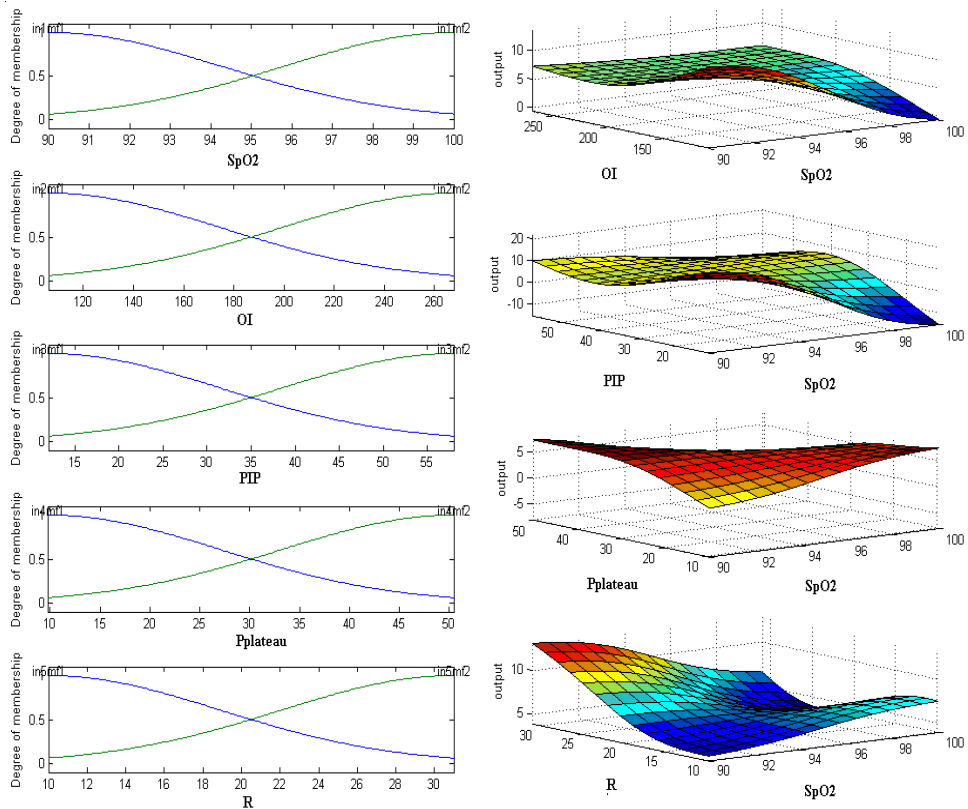 Degree of membership
in1mf1
in1mf2
1
0.5
0
90 91 92 93 94 95 96 97 98 99 100
SpO2
Degree of membership
in2mf1
in2mf2
1
0.5
0
120 140 160 180 200 220 240 260
OI
Degree of membership
in3mf1
in3mf2
1
0.5
0
15 20 25 30 35 40 45 50 55
PIP
Degree of membership
in4mf1
in4mf2
1
0.5
0
10 15 20 25 30 35 40 45 50
Pplateau
Degree of membership
in5mf1
in5mf2
1
0.5
0
10 12 14 16 18 20 22 24 26 28 30
R
output
10
5
0
250 200 150
OI
90 92 94 96 98 100
SpO2
output
20
10
0
-10
50 40 30 20
PIP
90 92 94 96 98 100
SpO2
output
5
0
-5
50 40 30 20 10
Pplateau
90 92 94 96 98 100
SpO2
output
10
5
30 25 20 15 10
R
90 92 94 96 98 100
SpO2